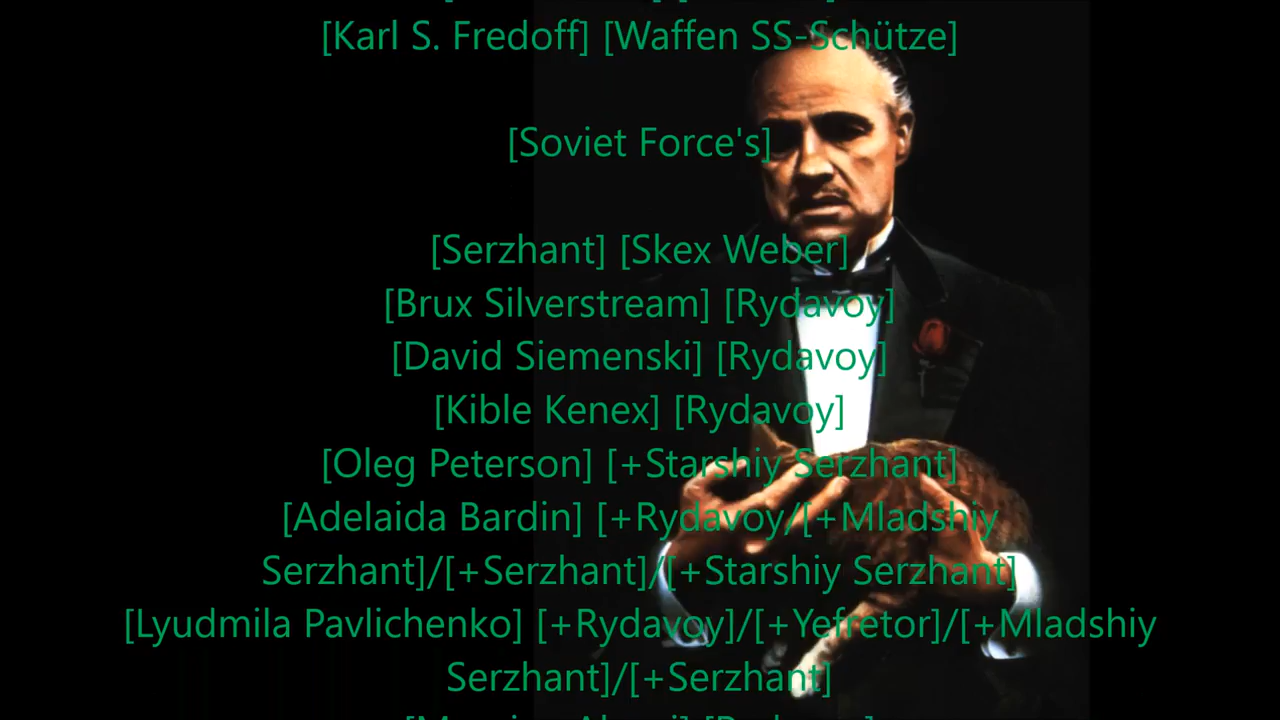 [Karl S. Fredoff] [Waffen SS-Schütze]
[Soviet Force's]
[Serzhant] [Skex Weber]
[Brux Silverstream] [Rydavoy]
[David Siemenski] [Rydavoy]
[Kible Kenex] [Rydavoy]
[Oleg Peterson] [+Starshiy Serzhant]
[Adelaida Bardin] [+Rydavoy/[+Mladshiy
Serzhant]/[+Serzhant]/[+Starshiy Serzhant]
[Lyudmila Pavlichenko] [+Rydavoy]/[+Yefretor]/[+Mladshiy
Serzhant]/[+Serzhant]